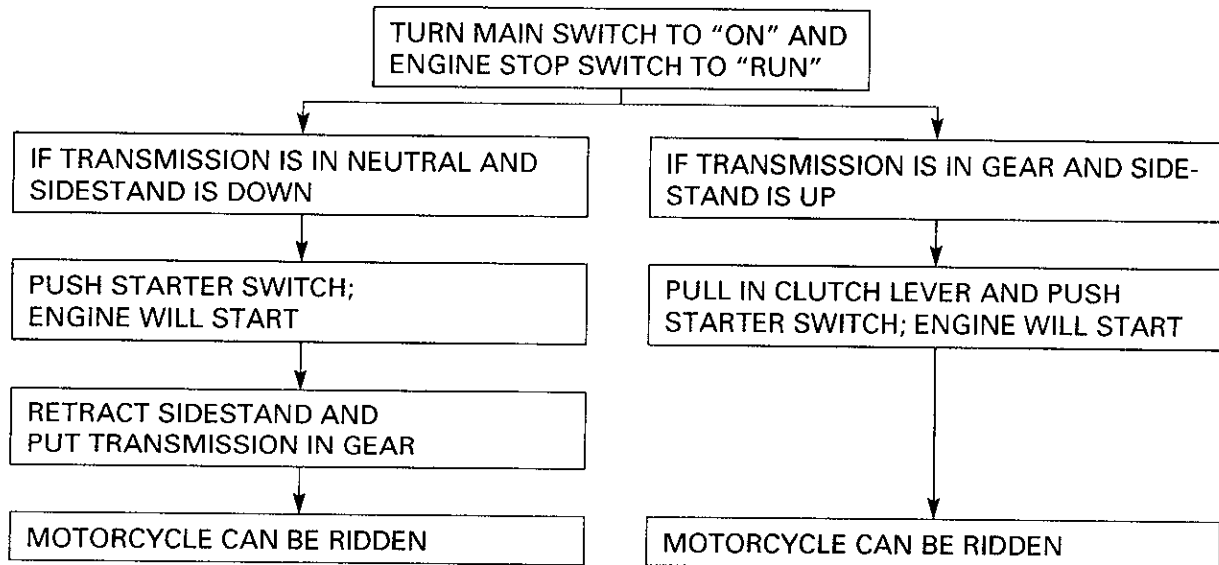 TURN MAIN SWITCH TO “ON” AND
ENGINE STOP SWITCH TO “RUN”
IF TRANSMISSION IS IN NEUTRAL AND
SIDESTAND IS DOWN
PUSH STARTER SWITCH;
ENGINE WILL START
RETRACT SIDESTAND AND
PUT TRANSMISSION IN GEAR
MOTORCYCLE CAN BE RIDDEN
IF TRANSMISSION IS IN GEAR AND SIDE-
STAND IS UP
PULL IN CLUTCH LEVER AND PUSH
STARTER SWITCH; ENGINE WILL START
MOTORCYCLE CAN BE RIDDEN